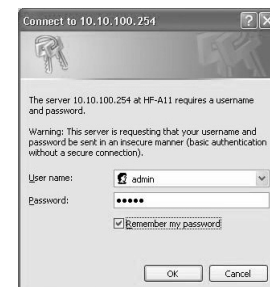 Connect to 10.10.100.254
The server 10.10.100.254 at HF-A11 requires a username
and password.
Warning: This server is requesting that your username and
password be sent in an insecure manner (basic authentication
without a secure connection).
User name:
admin
Password:
•••••
Remember my password
OK
Cancel